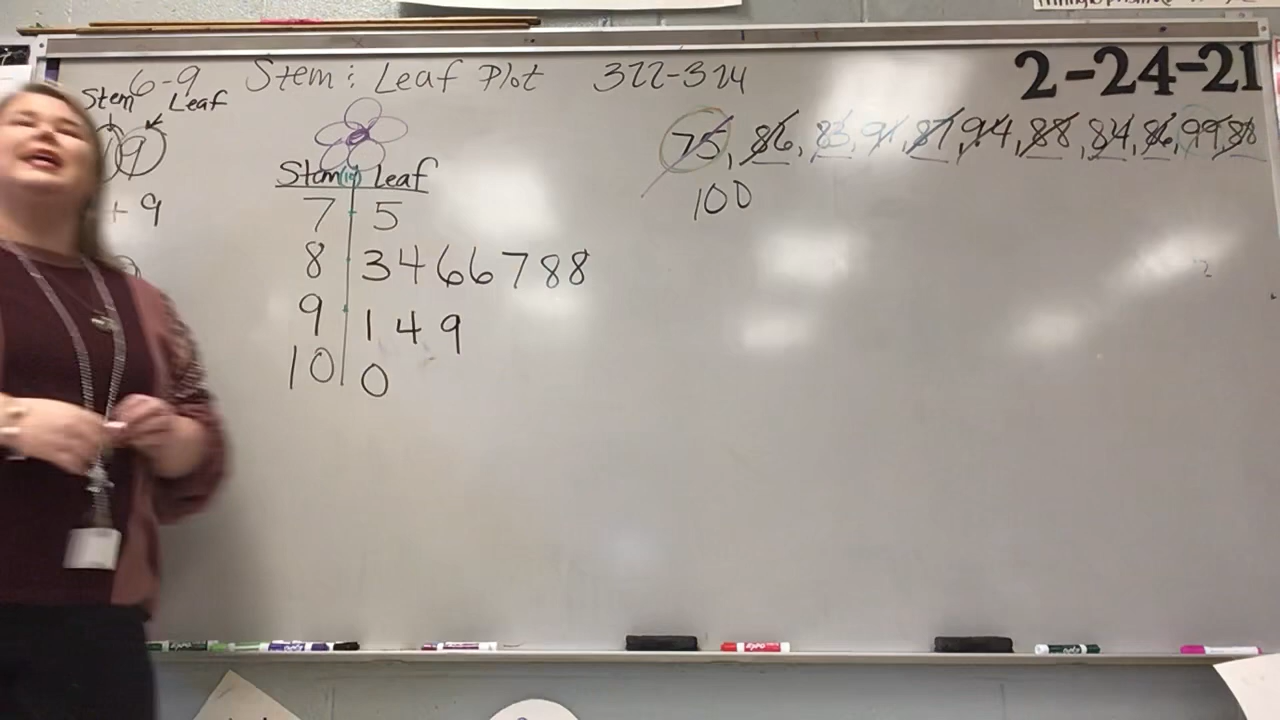 6-9 Stem & Leaf Plot 322-324
2-24-21
Stem Leaf
9
+ 9
75, 86, 83, 91, 87, 94, 88, 84, 86, 99, 88
100
Stem Leaf
7 5
8 3 4 6 6 7 8 8
9 1 4 9
10 0